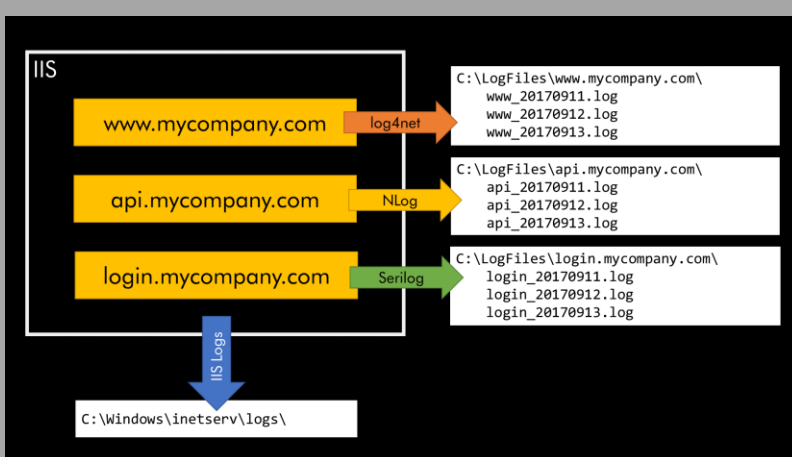 IIS
www.mycompany.com
log4net
C:\LogFiles\www.mycompany.com\
www_20170911.log
www_20170912.log
www_20170913.log
api.mycompany.com
NLog
C:\LogFiles\api.mycompany.com\
api_20170911.log
api_20170912.log
api_20170913.log
login.mycompany.com
Serilog
C:\LogFiles\login.mycompany.com\
login_20170911.log
login_20170912.log
login_20170913.log
IIS Logs
C:\Windows\inetserv\logs\